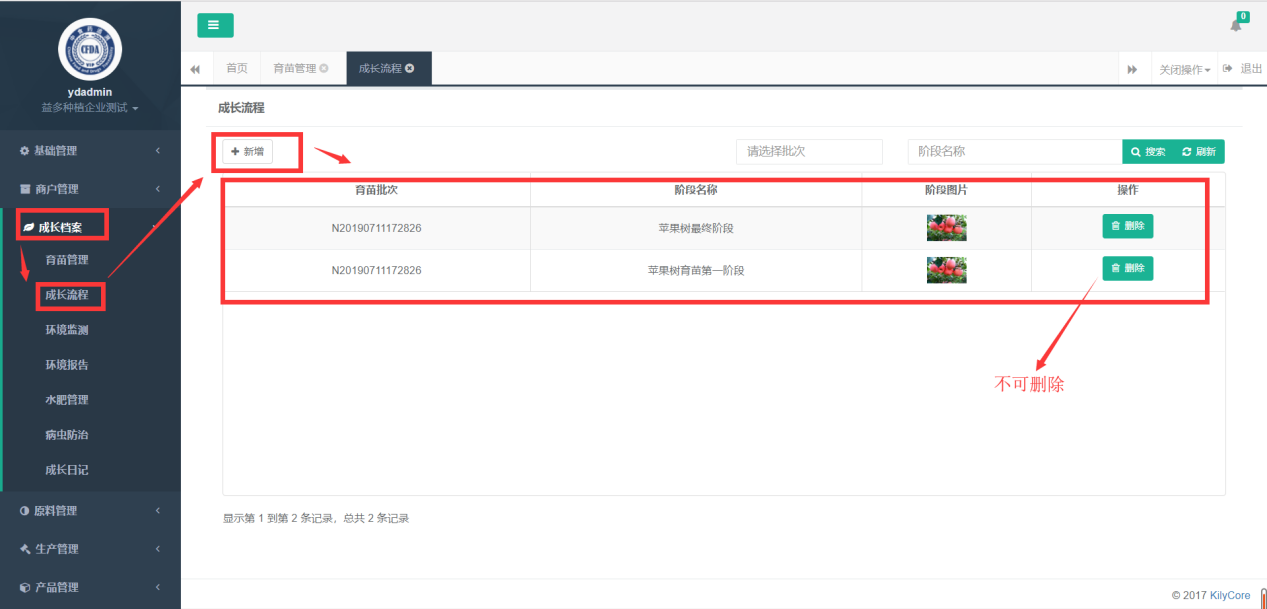 0
CFDA
ydadmin
益多种植企业测试
首页
育苗管理
成长流程
关闭操作
退出
基础管理
商户管理
成长档案
育苗管理
成长流程
环境监测
环境报告
水肥管理
病虫防治
成长日记
原料管理
生产管理
产品管理
成长流程
新增
请选择批次
阶段名称
搜索
刷新
育苗批次 阶段名称 阶段图片 操作
N20190711172826 苹果树最终阶段 删除
N20190711172826 苹果树育苗第一阶段 删除
不可删除
显示第 1 到第 2 条记录，总共 2 条记录
© 2017 KilyCore